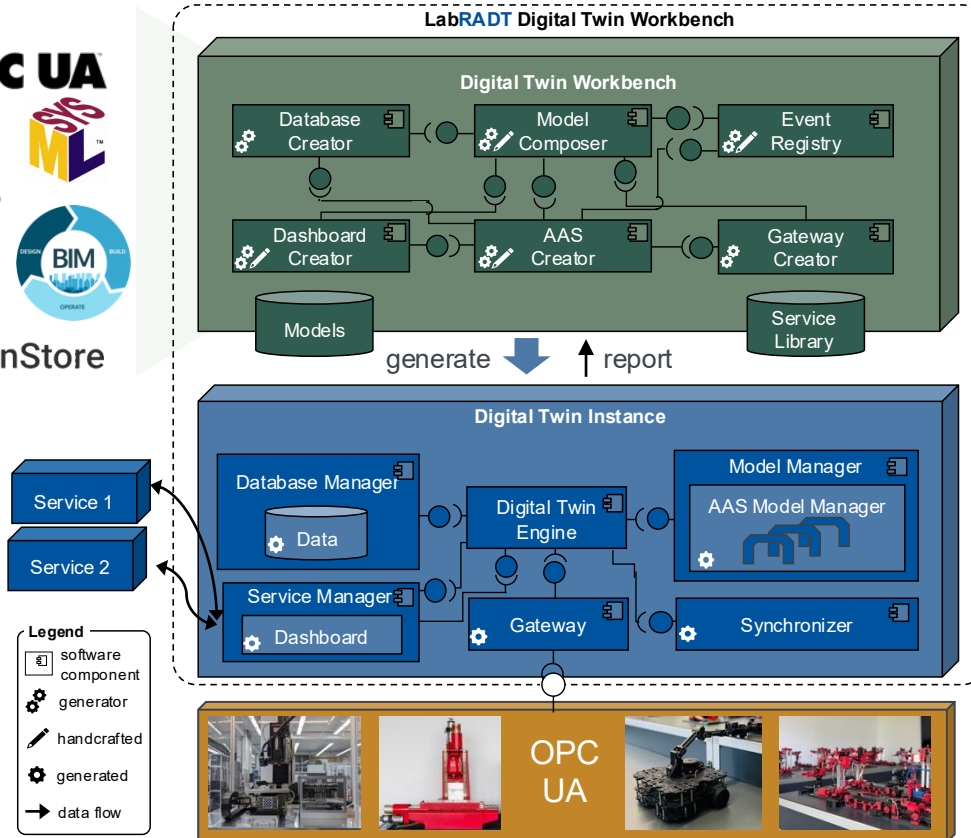 LabRADT Digital Twin Workbench
C UA
SYS
ML
TM
DESIGN
BUILD
BIM
OPERATE
nStore
Digital Twin Workbench
Database
Creator
Model
Composer
Event
Registry
Dashboard
Creator
AAS
Creator
Gateway
Creator
Models
Service
Library
generate
report
Digital Twin Instance
Service 1
Service 2
Database Manager
Data
Digital Twin
Engine
Model Manager
AAS Model Manager
Service Manager
Dashboard
Gateway
Synchronizer
Legend
software
component
generator
handcrafted
generated
data flow
OPC
UA